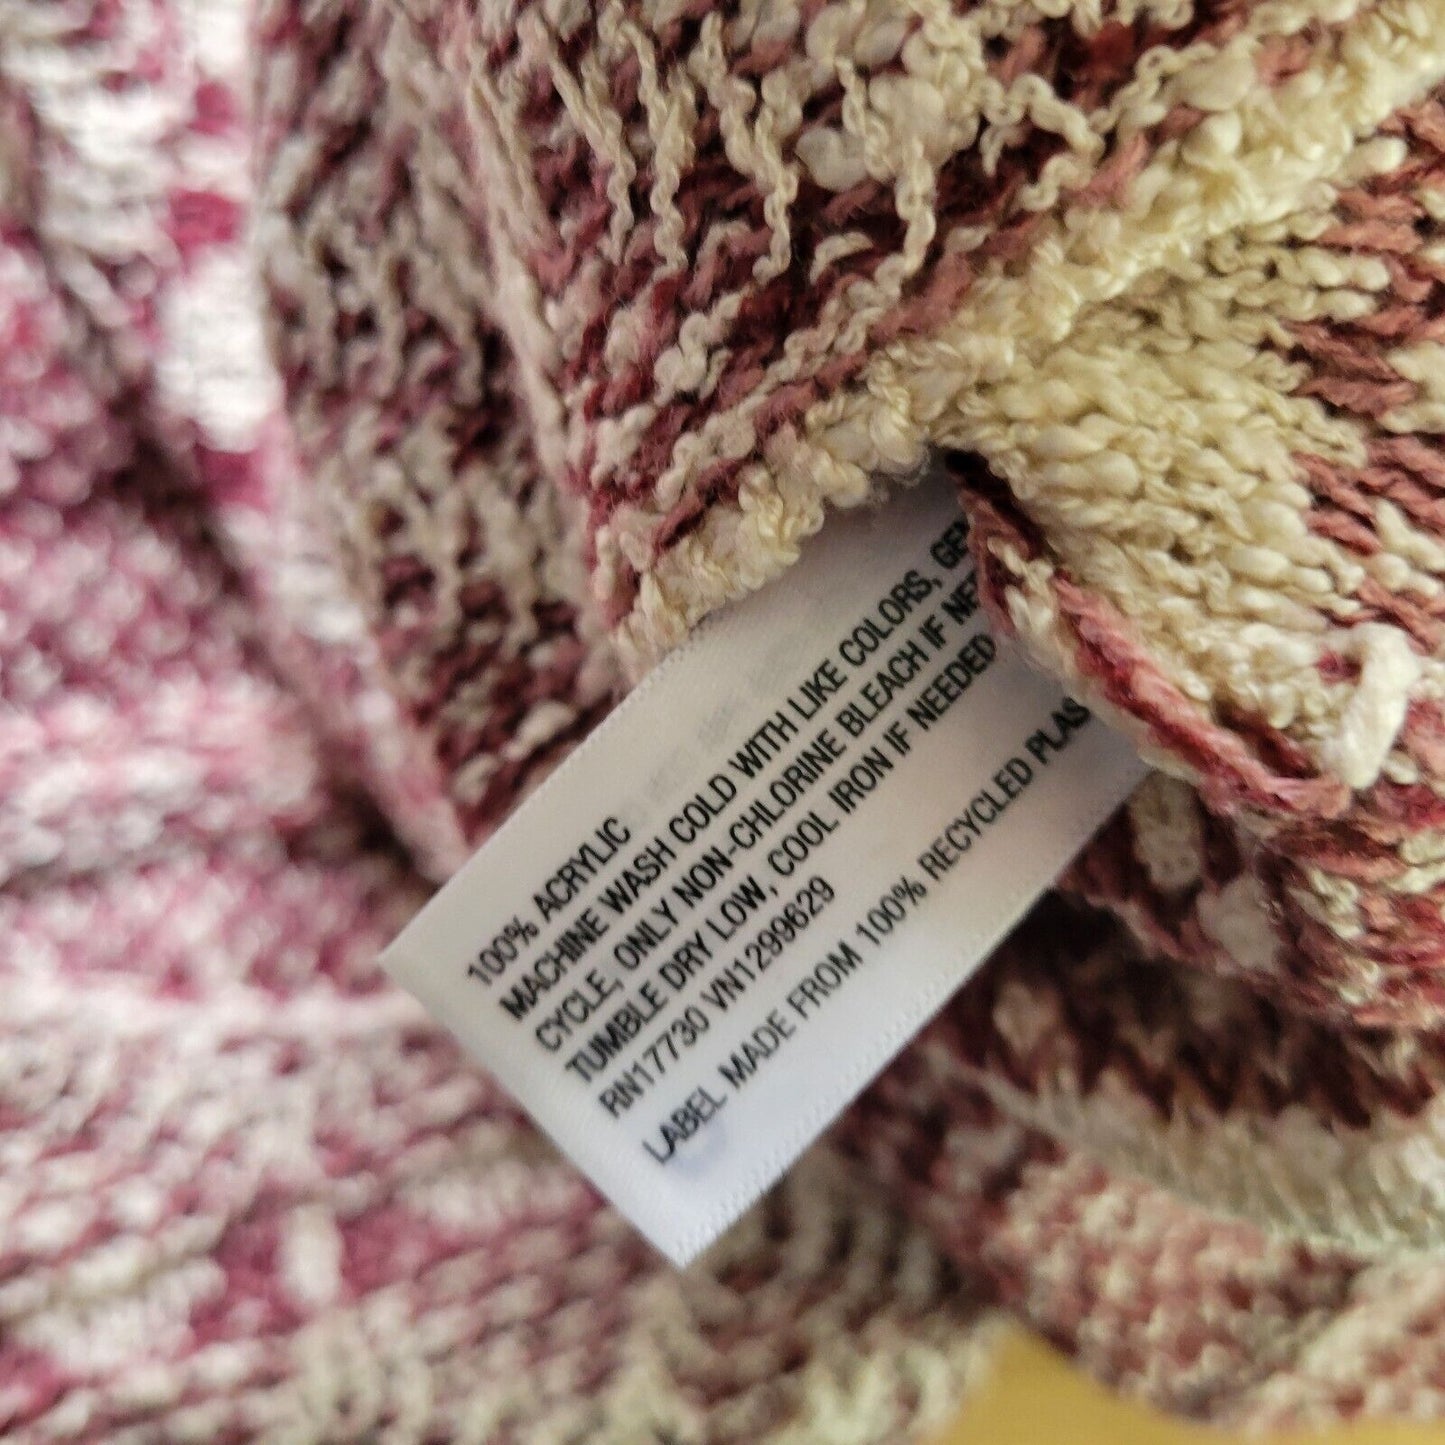 100% ACRYLIC
MACHINE WASH COLD WITH LIKE COLORS,
CYCLE, ONLY NON-CHLORINE BLEACH IF
TUMBLE DRY LOW, COOL IRON IF NEEDED
RN17730 VN1299629
LABEL MADE FROM 100% RECYCLED